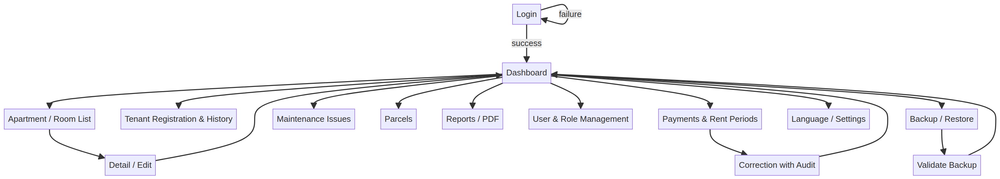 Login
failure
success
Dashboard
Apartment / Room List
Tenant Registration & History
Maintenance Issues
Parcels
Reports / PDF
User & Role Management
Payments & Rent Periods
Language / Settings
Backup / Restore
Detail / Edit
Correction with Audit
Validate Backup